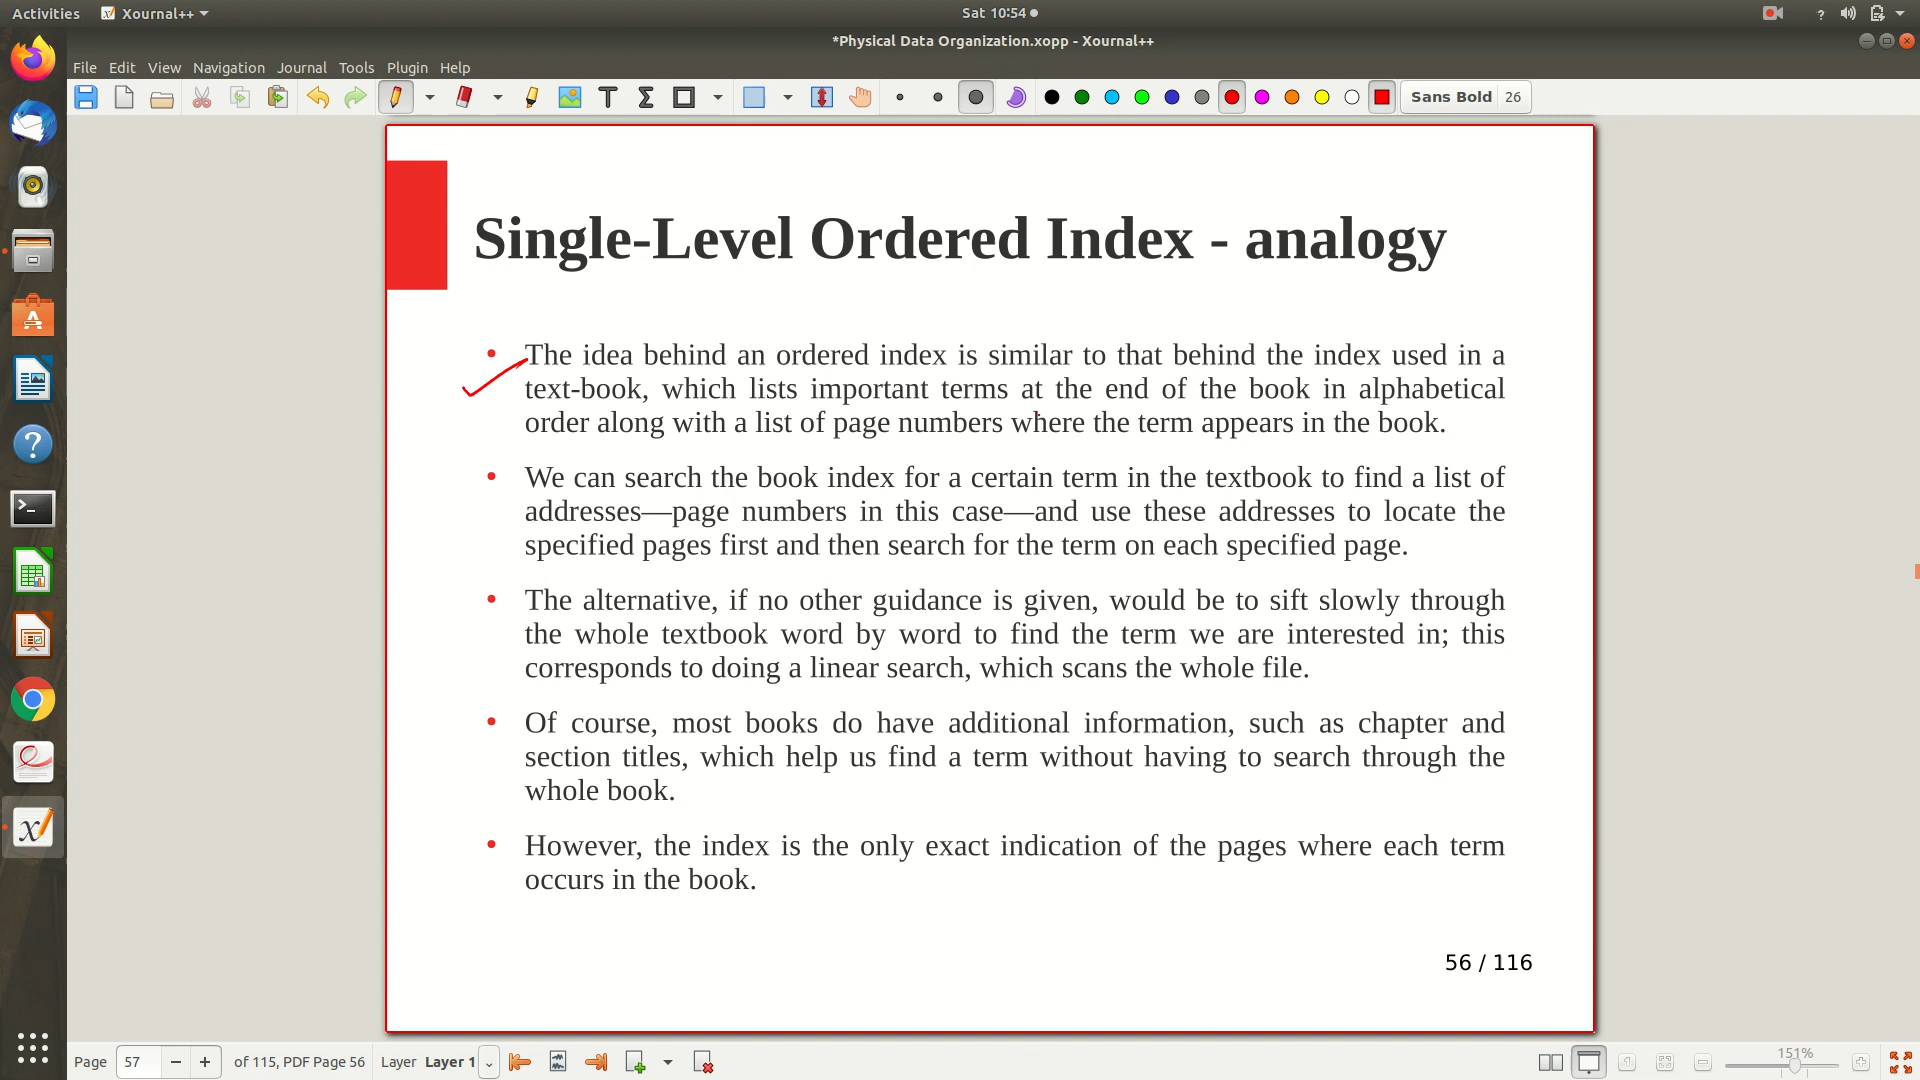 Activities Xournal++ Sat 10:54
*Physical Data Organization.xopp - Xournal++
File Edit View Navigation Journal Tools Plugin Help
Sans Bold 26
Single-Level Ordered Index - analogy
• The idea behind an ordered index is similar to that behind the index used in a
text-book, which lists important terms at the end of the book in alphabetical
order along with a list of page numbers where the term appears in the book.
• We can search the book index for a certain term in the textbook to find a list of
addresses—page numbers in this case—and use these addresses to locate the
specified pages first and then search for the term on each specified page.
• The alternative, if no other guidance is given, would be to sift slowly through
the whole textbook word by word to find the term we are interested in; this
corresponds to doing a linear search, which scans the whole file.
• Of course, most books do have additional information, such as chapter and
section titles, which help us find a term without having to search through the
whole book.
• However, the index is the only exact indication of the pages where each term
occurs in the book.
56 / 116
Page 57 − + of 115, PDF Page 56 Layer Layer 1 151%